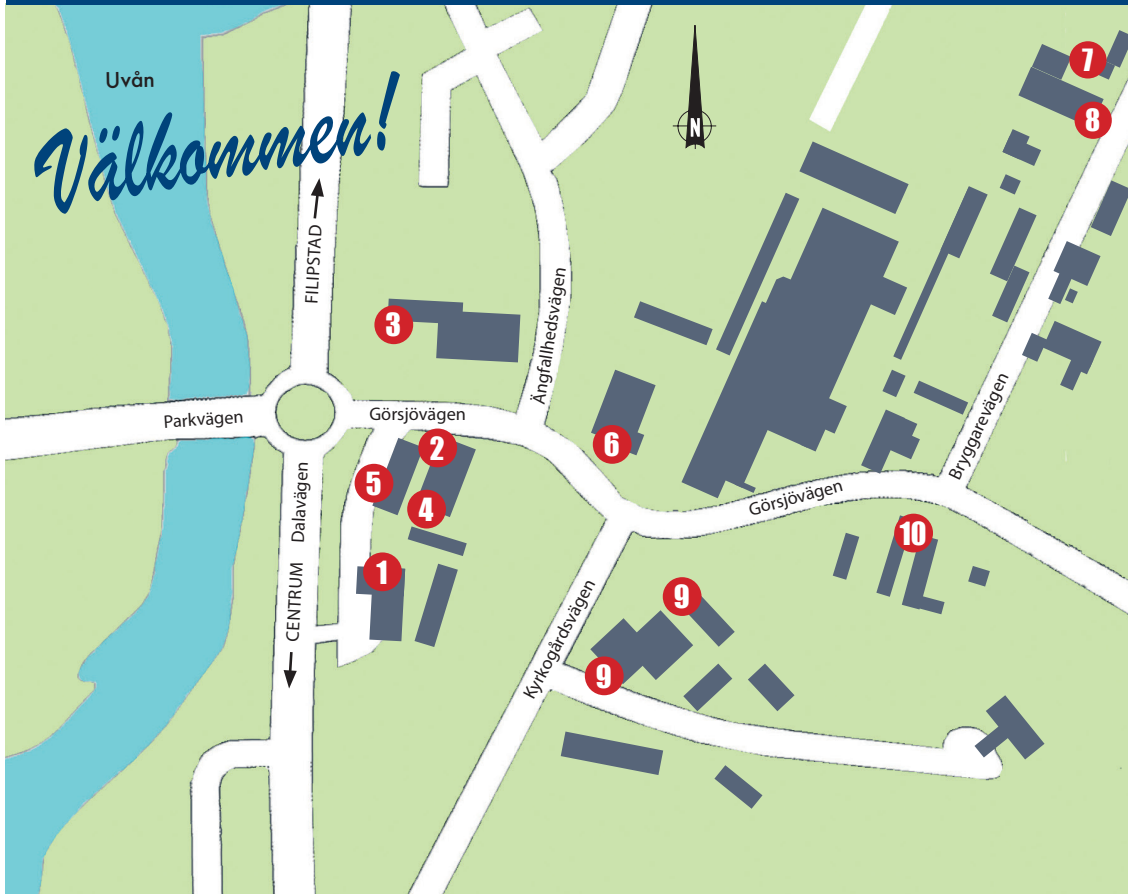 Uvån
Välkommen!
N
7
8
FILIPSTAD
3
Ängfallhedsvägen
Parkvägen
Görsjövägen
2
6
5
4
Bryggarevägen
Görsjövägen
10
Dalavägen
CENTRUM
1
9
Kyrkogårdsvägen
9